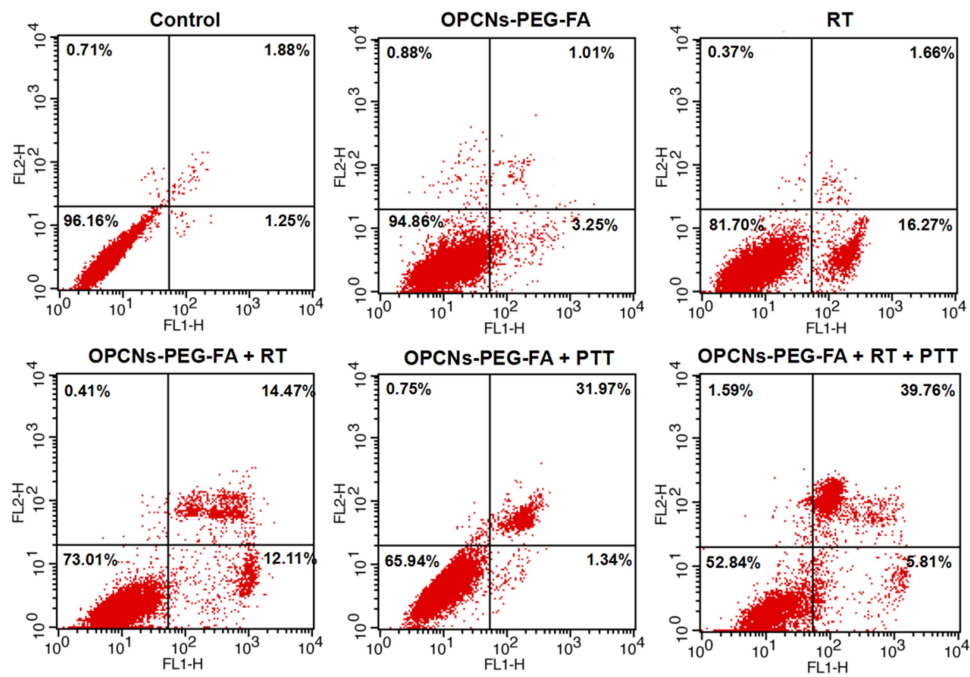 Control
0.71% 1.88%
96.16% 1.25%
FL2-H
10^4
10^3
10^2
10^1
10^0
10^0 10^1 10^2 10^3 10^4
FL1-H
OPCNs-PEG-FA
0.88% 1.01%
94.86% 3.25%
FL2-H
10^4
10^3
10^2
10^1
10^0
10^0 10^1 10^2 10^3 10^4
FL1-H
RT
0.37% 1.66%
81.70% 16.27%
FL2-H
10^4
10^3
10^2
10^1
10^0
10^0 10^1 10^2 10^3 10^4
FL1-H
OPCNs-PEG-FA + RT
0.41% 14.47%
73.01% 12.11%
FL2-H
10^4
10^3
10^2
10^1
10^0
10^0 10^1 10^2 10^3 10^4
FL1-H
OPCNs-PEG-FA + PTT
0.75% 31.97%
65.94% 1.34%
FL2-H
10^4
10^3
10^2
10^1
10^0
10^0 10^1 10^2 10^3 10^4
FL1-H
OPCNs-PEG-FA + RT + PTT
1.59% 39.76%
52.84% 5.81%
FL2-H
10^4
10^3
10^2
10^1
10^0
10^0 10^1 10^2 10^3 10^4
FL1-H